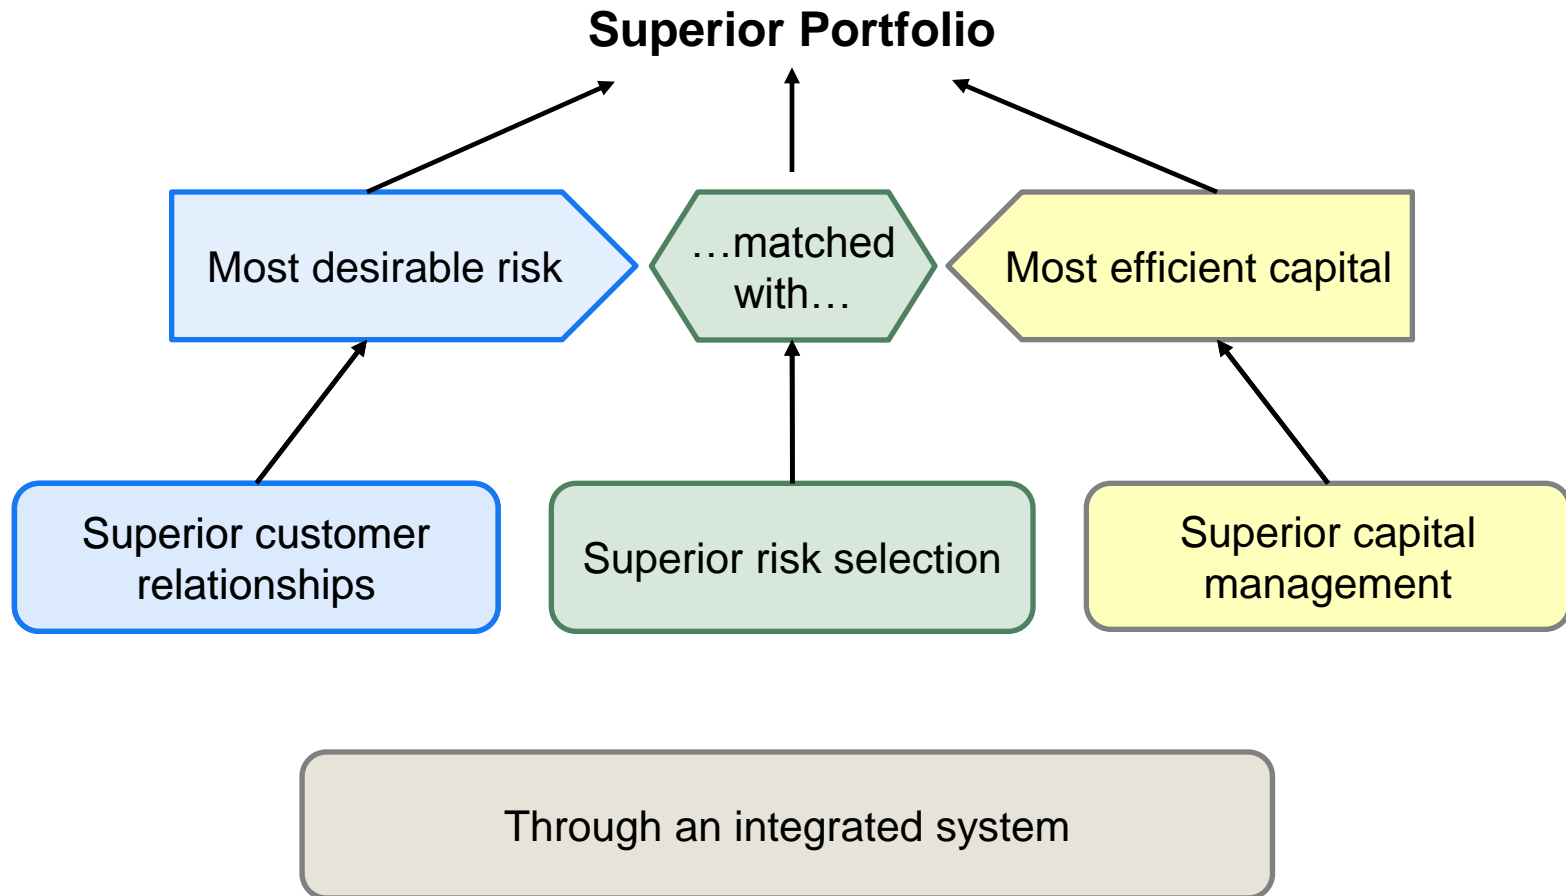 Superior Portfolio
Most desirable risk
…matched
with…
Most efficient capital
Superior customer
relationships
Superior risk selection
Superior capital
management
Through an integrated system